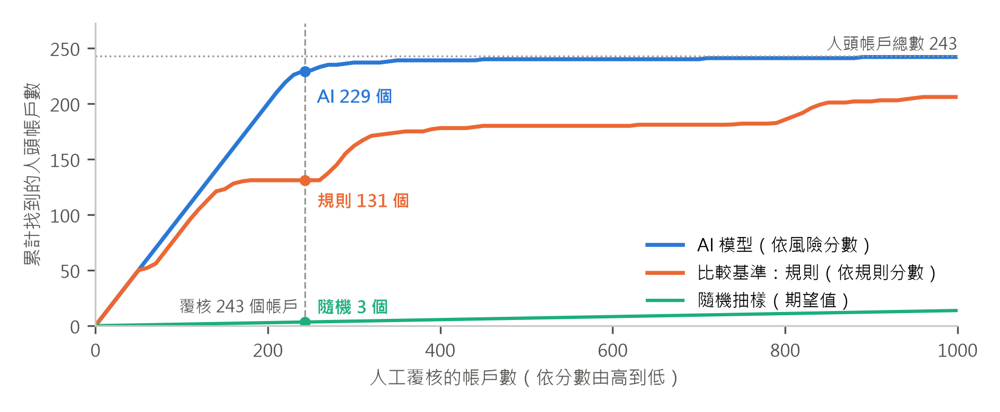 人頭帳戶總數 243
250
200
150
100
50
0
累計找到的人頭帳戶數
AI 229 個
規則 131 個
覆核 243 個帳戶
隨機 3 個
AI 模型（依風險分數）
比較基準：規則（依規則分數）
隨機抽樣（期望值）
0 200 400 600 800 1000
人工覆核的帳戶數（依分數由高到低）